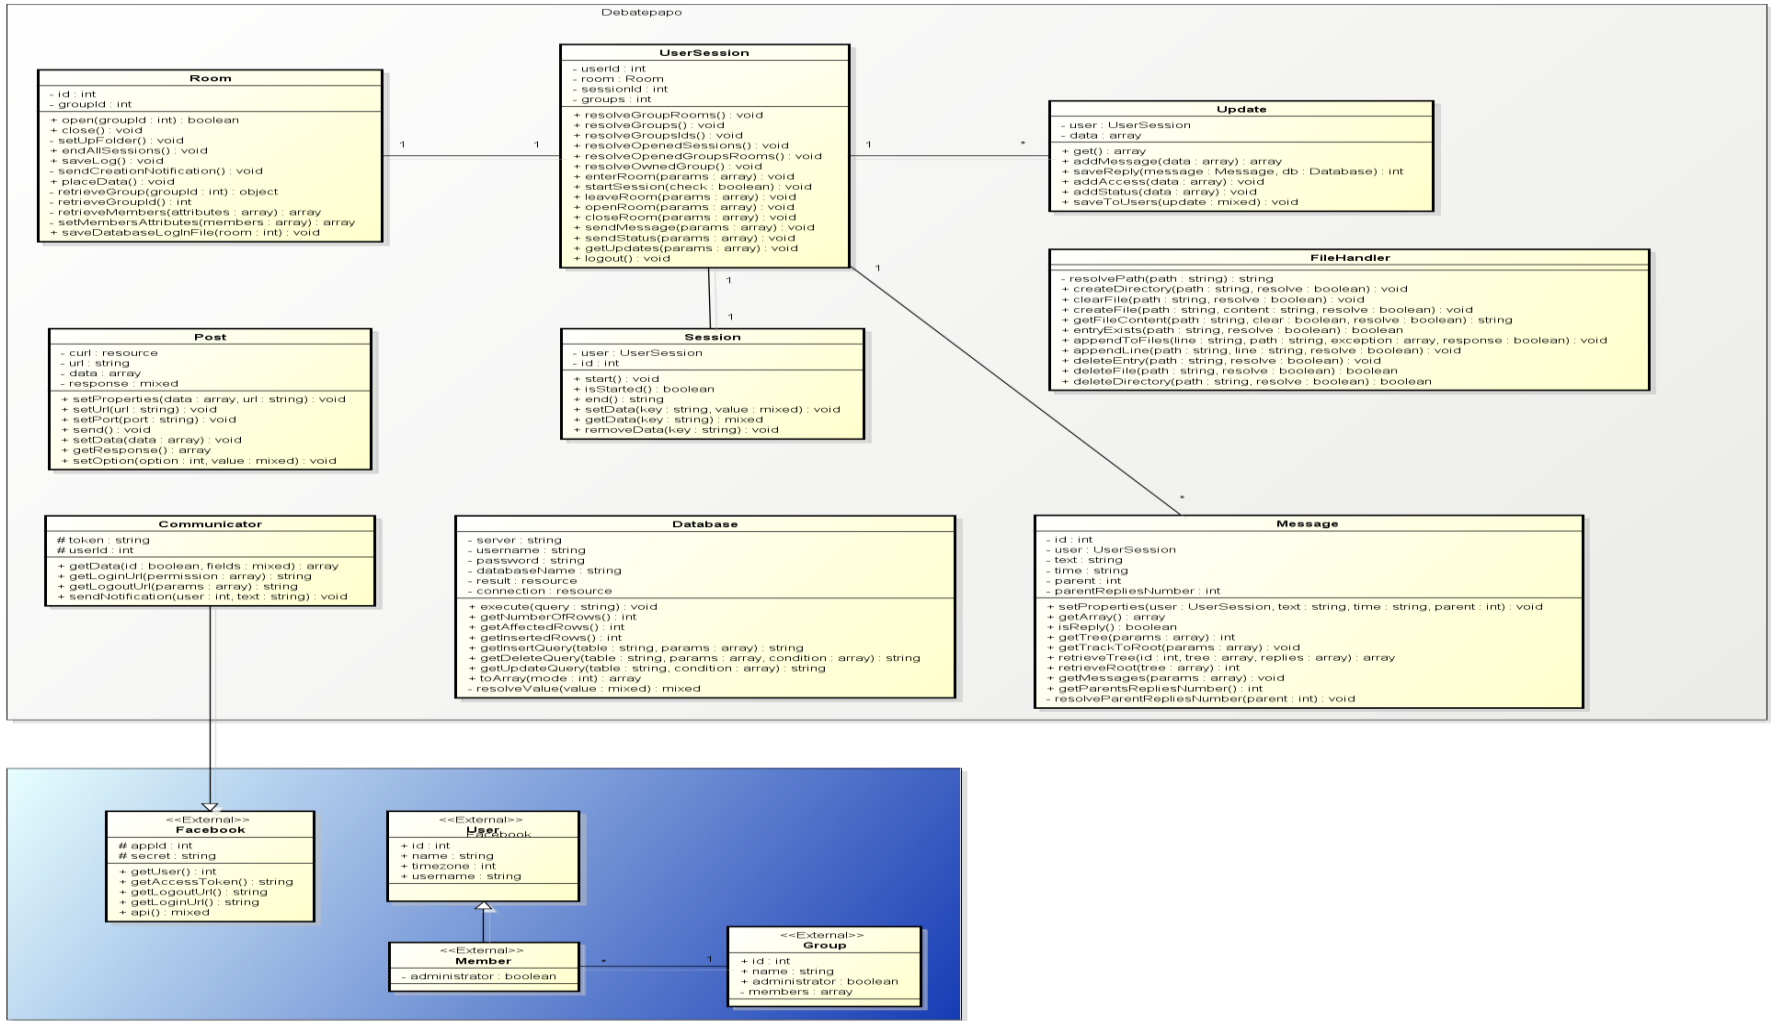 Debatepapo
Room
- id : int
- groupId : int
+ open(groupId : int) : boolean
+ close() : void
- setUpFolder() : void
+ endAllSessions() : void
+ saveLog() : void
- sendCreationNotification() : void
+ placeData() : void
- retrieveGroup(groupId : int) : object
- retrieveGroupId() : int
- retrieveMembers(attributes : array) : array
- setMembersAttributes(members : array) : array
+ saveDatabaseLogInFile(room : int) : void
1
1
UserSession
- userId : int
- room : Room
- sessionId : int
- groups : int
+ resolveGroupRooms() : void
+ resolveGroups() : void
+ resolveGroupsIds() : void
+ resolveOpenedSessions() : void
+ resolveOpenedGroupsRooms() : void
+ resolveOwnedGroup() : void
+ enterRoom(params : array) : void
+ startSession(check : boolean) : void
+ leaveRoom(params : array) : void
+ openRoom(params : array) : void
+ closeRoom(params : array) : void
+ sendMessage(params : array) : void
+ sendStatus(params : array) : void
+ getUpdates(params : array) : void
+ logout() : void
1
*
Update
- user : UserSession
- data : array
+ get() : array
+ addMessage(data : array) : array
+ saveReply(message : Message, db : Database) : int
+ addAccess(data : array) : void
+ addStatus(data : array) : void
+ saveToUsers(update : mixed) : void
1
1
1
*
FileHandler
- resolvePath(path : string) : string
+ createDirectory(path : string, resolve : boolean) : void
+ clearFile(path : string, resolve : boolean) : void
+ createFile(path : string, content : string, resolve : boolean) : void
+ getFileContent(path : string, clear : boolean, resolve : boolean) : string
+ entryExists(path : string, resolve : boolean) : boolean
+ appendToFiles(line : string, path : string, exception : array, response : boolean) : void
+ appendLine(path : string, line : string, resolve : boolean) : void
+ deleteEntry(path : string, resolve : boolean) : void
+ deleteFile(path : string, resolve : boolean) : boolean
+ deleteDirectory(path : string, resolve : boolean) : boolean
Post
- curl : resource
- url : string
- data : array
- response : mixed
+ setProperties(data : array, url : string) : void
+ setUrl(url : string) : void
+ setPort(port : string) : void
+ send() : void
+ setData(data : array) : void
+ getResponse() : array
+ setOption(option : int, value : mixed) : void
Session
- user : UserSession
- id : int
+ start() : void
+ isStarted() : boolean
+ end() : string
+ setData(key : string, value : mixed) : void
+ getData(key : string) : mixed
+ removeData(key : string) : void
Communicator
# token : string
# userId : int
+ getData(id : boolean, fields : mixed) : array
+ getLoginUrl(permission : array) : string
+ getLogoutUrl(params : array) : string
+ sendNotification(user : int, text : string) : void
Database
- server : string
- username : string
- password : string
- databaseName : string
- result : resource
- connection : resource
+ execute(query : string) : void
+ getNumberOfRows() : int
+ getAffectedRows() : int
+ getInsertedRows() : int
+ getInsertQuery(table : string, params : array) : string
+ getDeleteQuery(table : string, params : array, condition : array) : string
+ getUpdateQuery(table : string, condition : array) : string
+ toArray(mode : int) : array
- resolveValue(value : mixed) : mixed
Message
- id : int
- user : UserSession
- text : string
- time : string
- parent : int
- parentRepliesNumber : int
+ setProperties(user : UserSession, text : string, time : string, parent : int) : void
+ getArray() : array
+ isReply() : boolean
+ getTree(params : array) : int
+ getTrackToRoot(params : array) : void
+ retrieveTree(id : int, tree : array, replies : array) : array
+ retrieveRoot(tree : array) : int
+ getMessages(params : array) : void
+ getParentsRepliesNumber() : int
- resolveParentRepliesNumber(parent : int) : void
<<External>>
Facebook
# appId : int
# secret : string
+ getUser() : int
+ getAccessToken() : string
+ getLogoutUrl() : string
+ getLoginUrl() : string
+ api() : mixed
<<External>>
User
Facebook
+ id : int
+ name : string
+ timezone : int
+ username : string
<<External>>
Member
- administrator : boolean
*
1
<<External>>
Group
+ id : int
+ name : string
+ administrator : boolean
- members : array